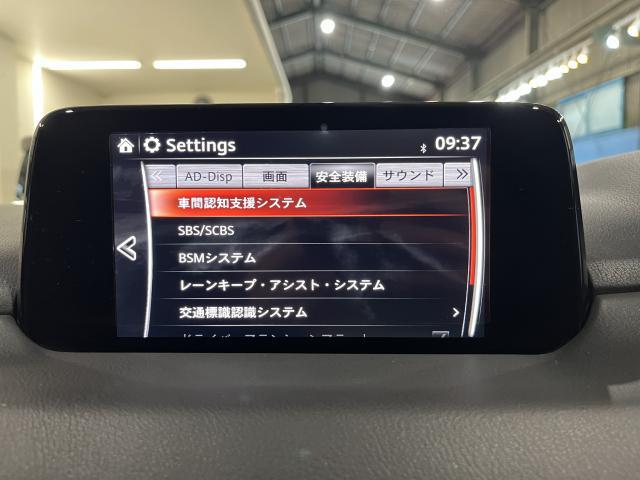 Settings 09:37
AD-Disp 画面 安全装備 サウンド
車間認知支援システム
SBS/SCBS
BSMシステム
レーンキープ・アシスト・システム
交通標識認識システム